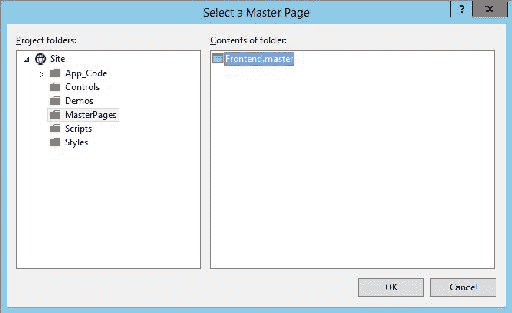 Select a Master Page
?
Project folders:
Site
App_Code
Controls
Demos
MasterPages
Scripts
Styles
Contents of folder:
Frontend.master
OK
Cancel